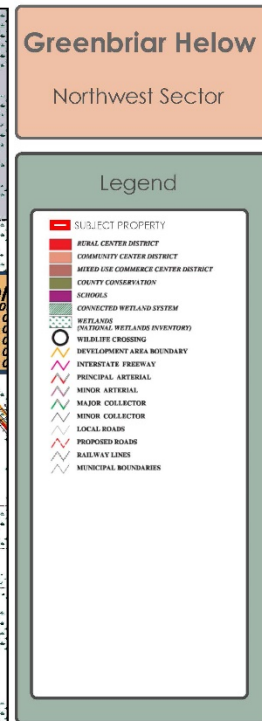 Greenbriar Helow
Northwest Sector
Legend
SUBJECT PROPERTY
RURAL CENTER DISTRICT
COMMUNITY CENTER DISTRICT
MIXED USE COMMERCE CENTER DISTRICT
COUNTY CONSERVATION
SCHOOLS
CONNECTED WETLAND SYSTEM
WETLANDS
(NATIONAL WETLANDS INVENTORY)
WILDLIFE CROSSING
DEVELOPMENT AREA BOUNDARY
INTERSTATE FREEWAY
PRINCIPAL ARTERIAL
MINOR ARTERIAL
MAJOR COLLECTOR
MINOR COLLECTOR
LOCAL ROADS
PROPOSED ROADS
RAILWAY LINES
MUNICIPAL BOUNDARIES